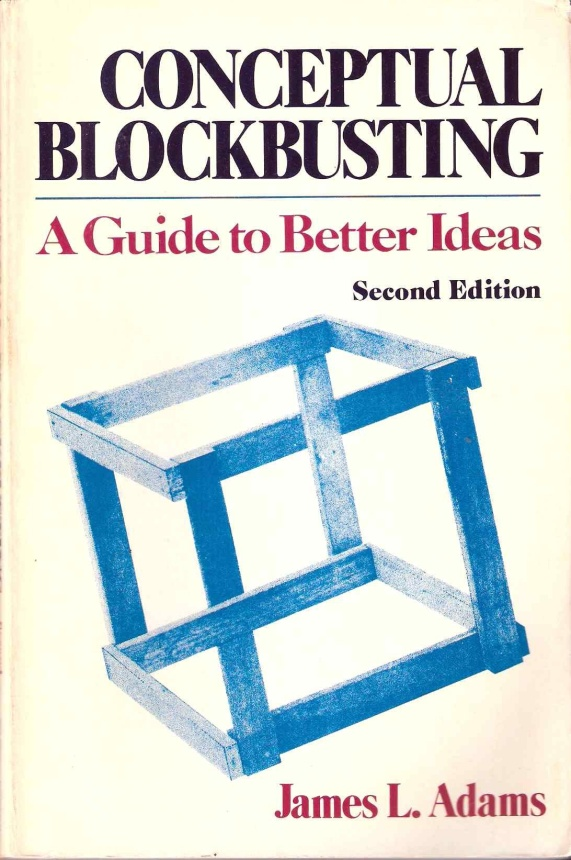 CONCEPTUAL
BLOCKBUSTING
A Guide to Better Ideas
Second Edition
James L. Adams